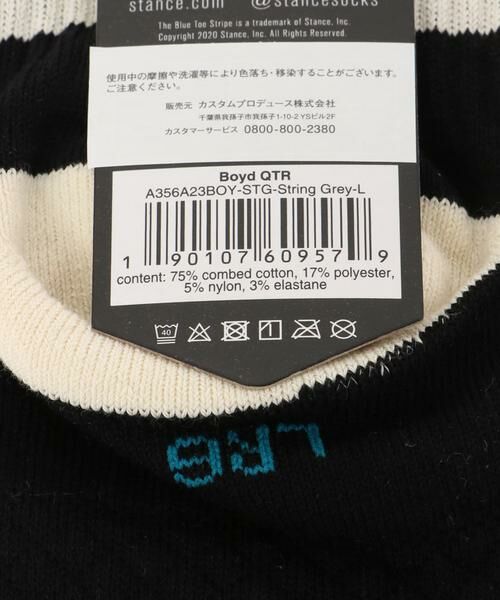 stance.com @stancesocks
The Blue Toe Stripe is a trademark of Stance, Inc.
Copyright 2020 Stance, Inc. All Rights Reserved.
使用中の摩擦や洗濯等により色落ち・移染することがございます。
ご注意ください。
販売元 カスタムプロデュース株式会社
千葉県我孫子市我孫子1-10-2 YSビル2F
カスタマーサービス 0800-800-2380
Boyd QTR
A356A23BOY-STG-String Grey-L
1 90107 60957 9
content: 75% combed cotton, 17% polyester,
5% nylon, 3% elastane
40